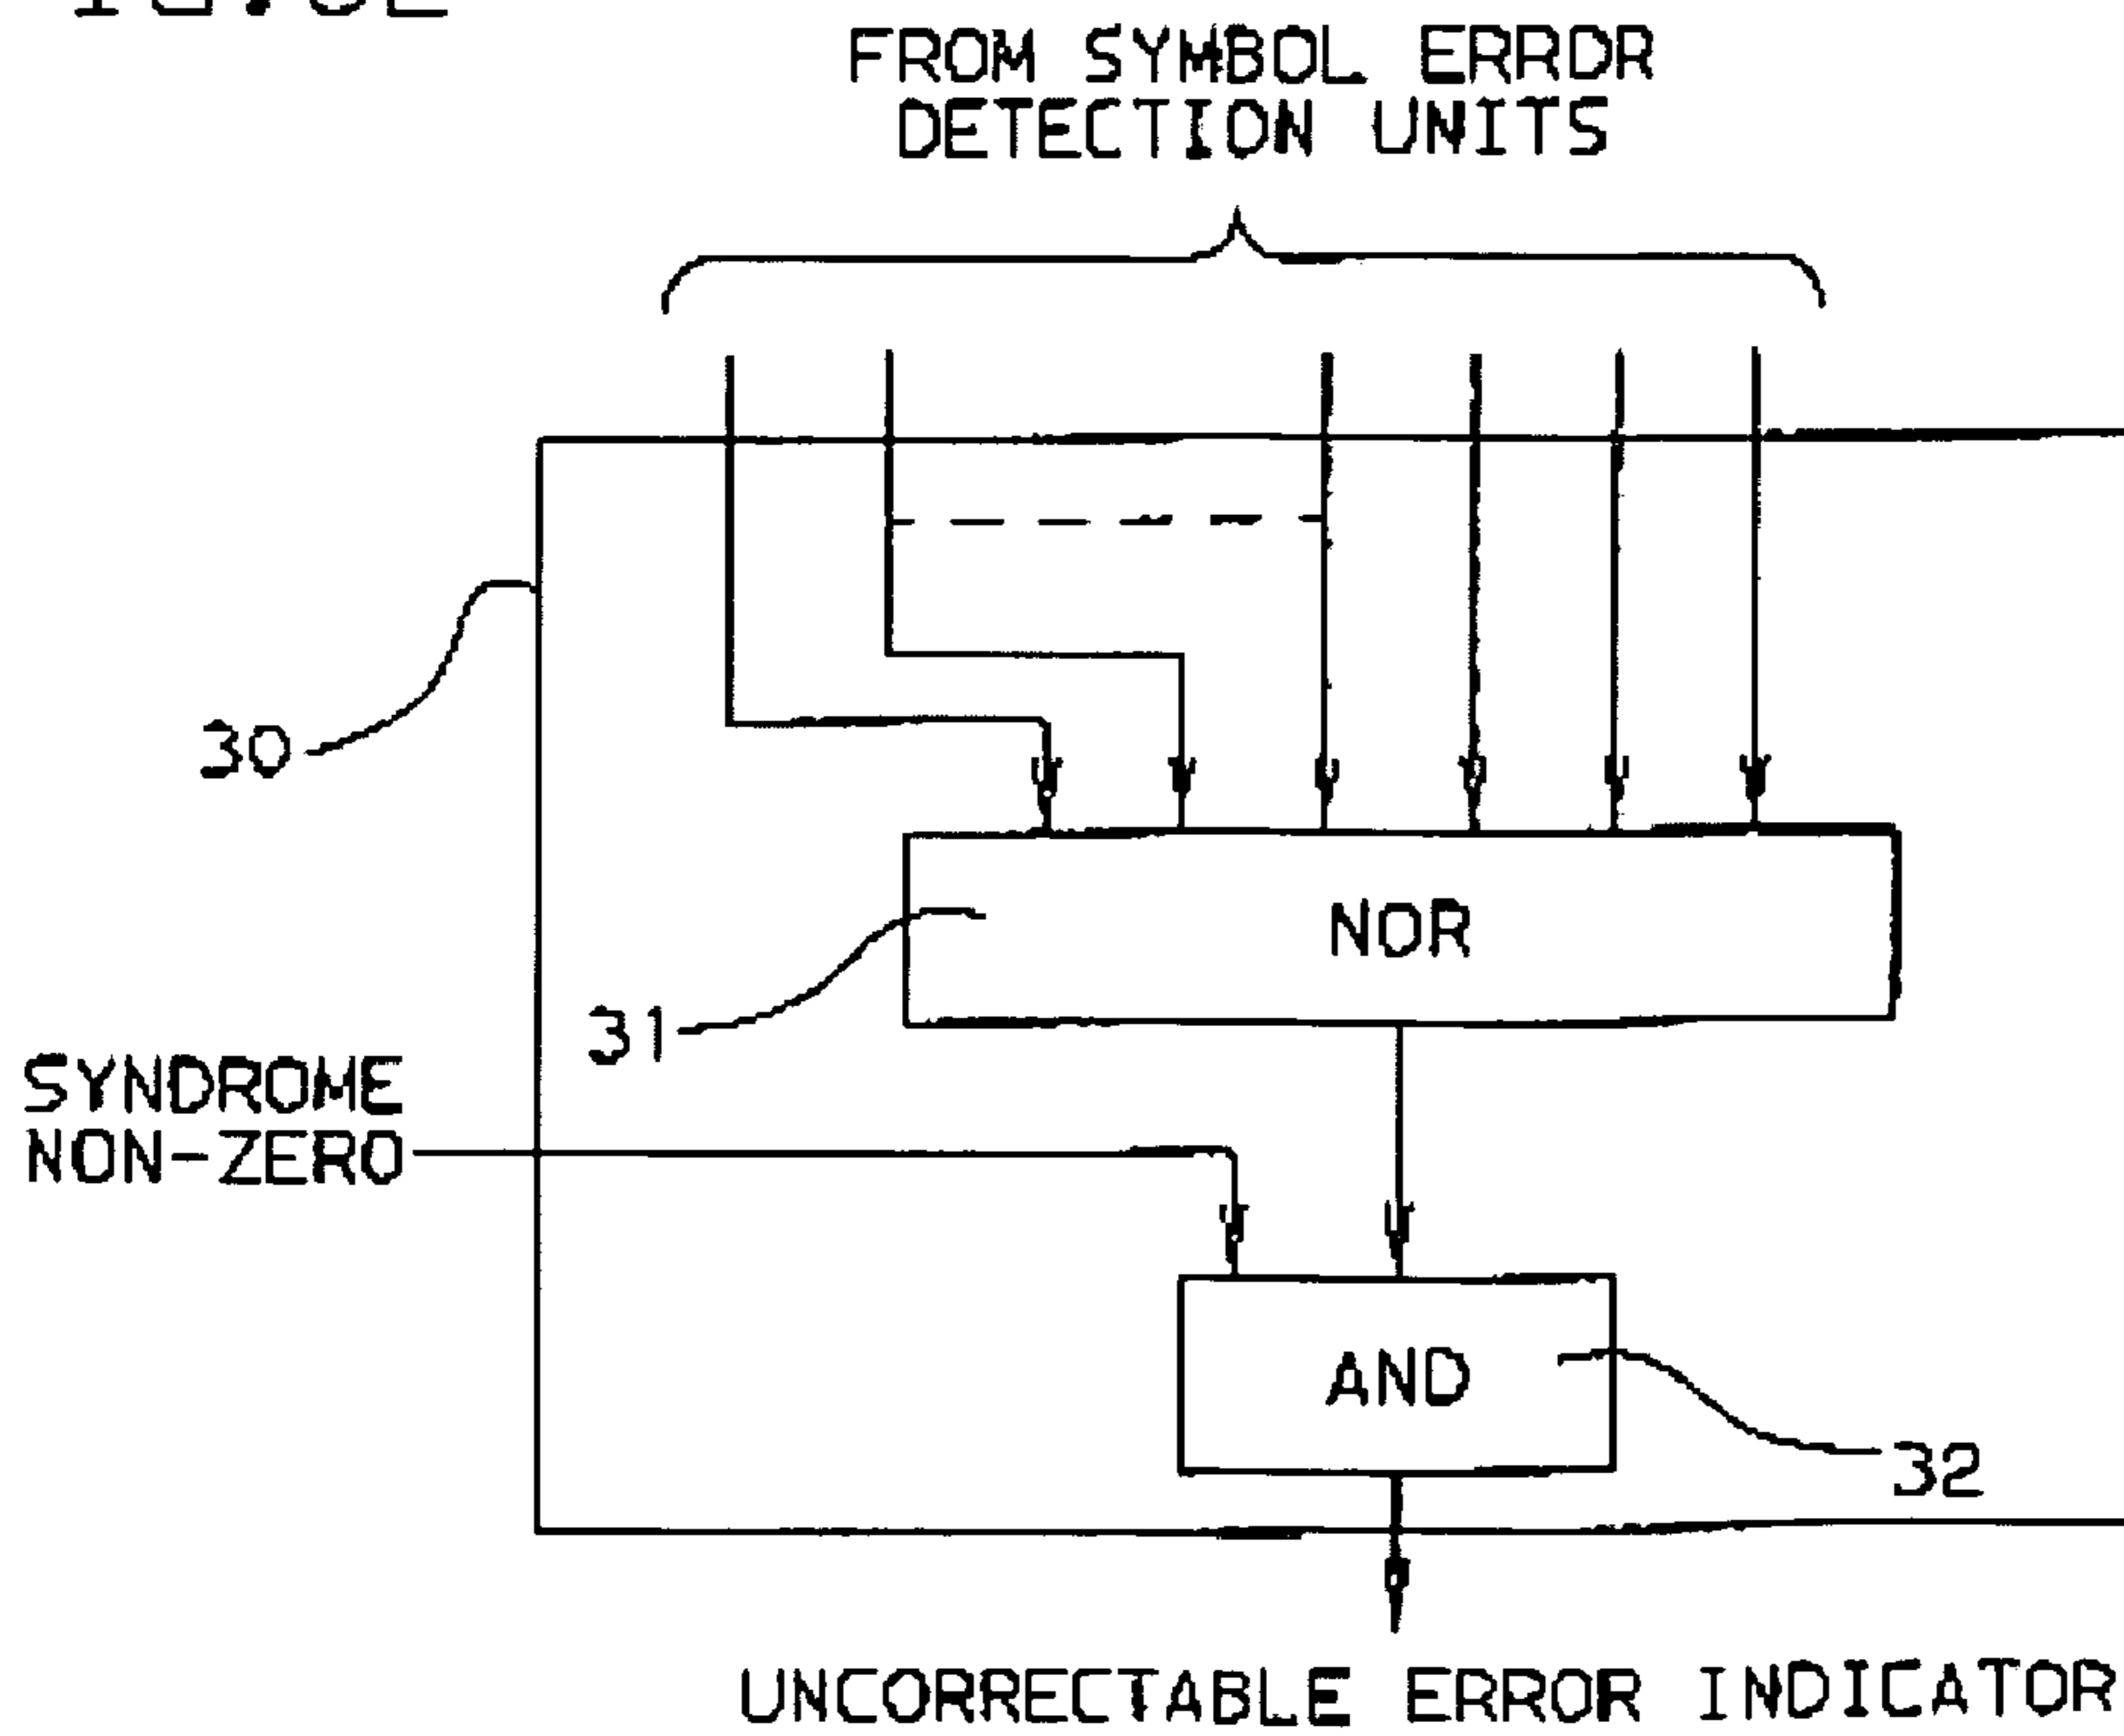 FROM SYMBOL ERROR
DETECTION UNITS
30
NOR
31
SYNDROME
NON-ZERO
AND
32
UNCORRECTABLE ERROR INDICATOR